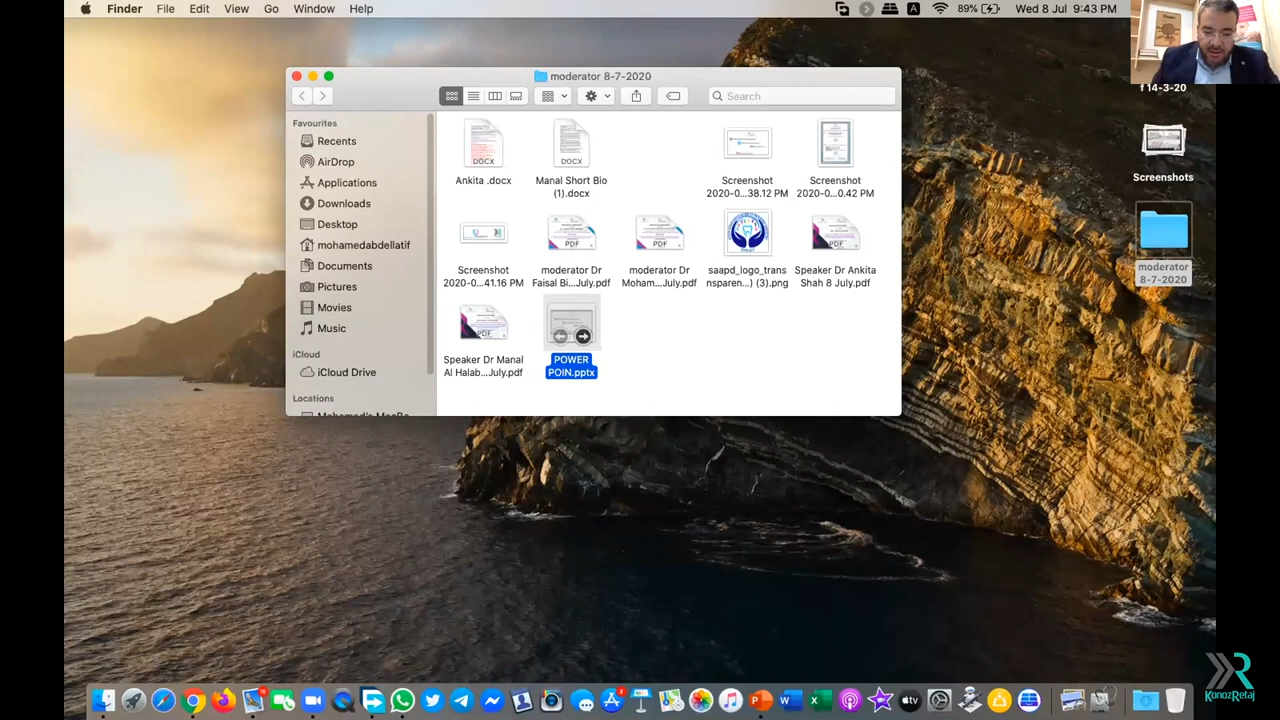 Finder File Edit View Go Window Help
A 89% Wed 8 Jul 9:43 PM
moderator 8-7-2020
Search
Favourites
Recents
AirDrop
Applications
Downloads
Desktop
mohamedabdellatif
Documents
Pictures
Movies
Music
iCloud
iCloud Drive
Locations
DOCX
Ankita .docx
DOCX
Manal Short Bio
(1).docx
Screenshot
2020-0...38.12 PM
Screenshot
2020-0...0.42 PM
Screenshot
2020-0...41.16 PM
PDF
moderator Dr
Faisal Bi...July.pdf
PDF
moderator Dr
Moham...July.pdf
saapd_logo_trans
nsparen...) (3).png
PDF
Speaker Dr Ankita
Shah 8 July.pdf
PDF
Speaker Dr Manal
Al Halab...July.pdf
POWER
POIN.pptx
f 14-3-20
Screenshots
moderator
8-7-2020
tv
KonozRetaj